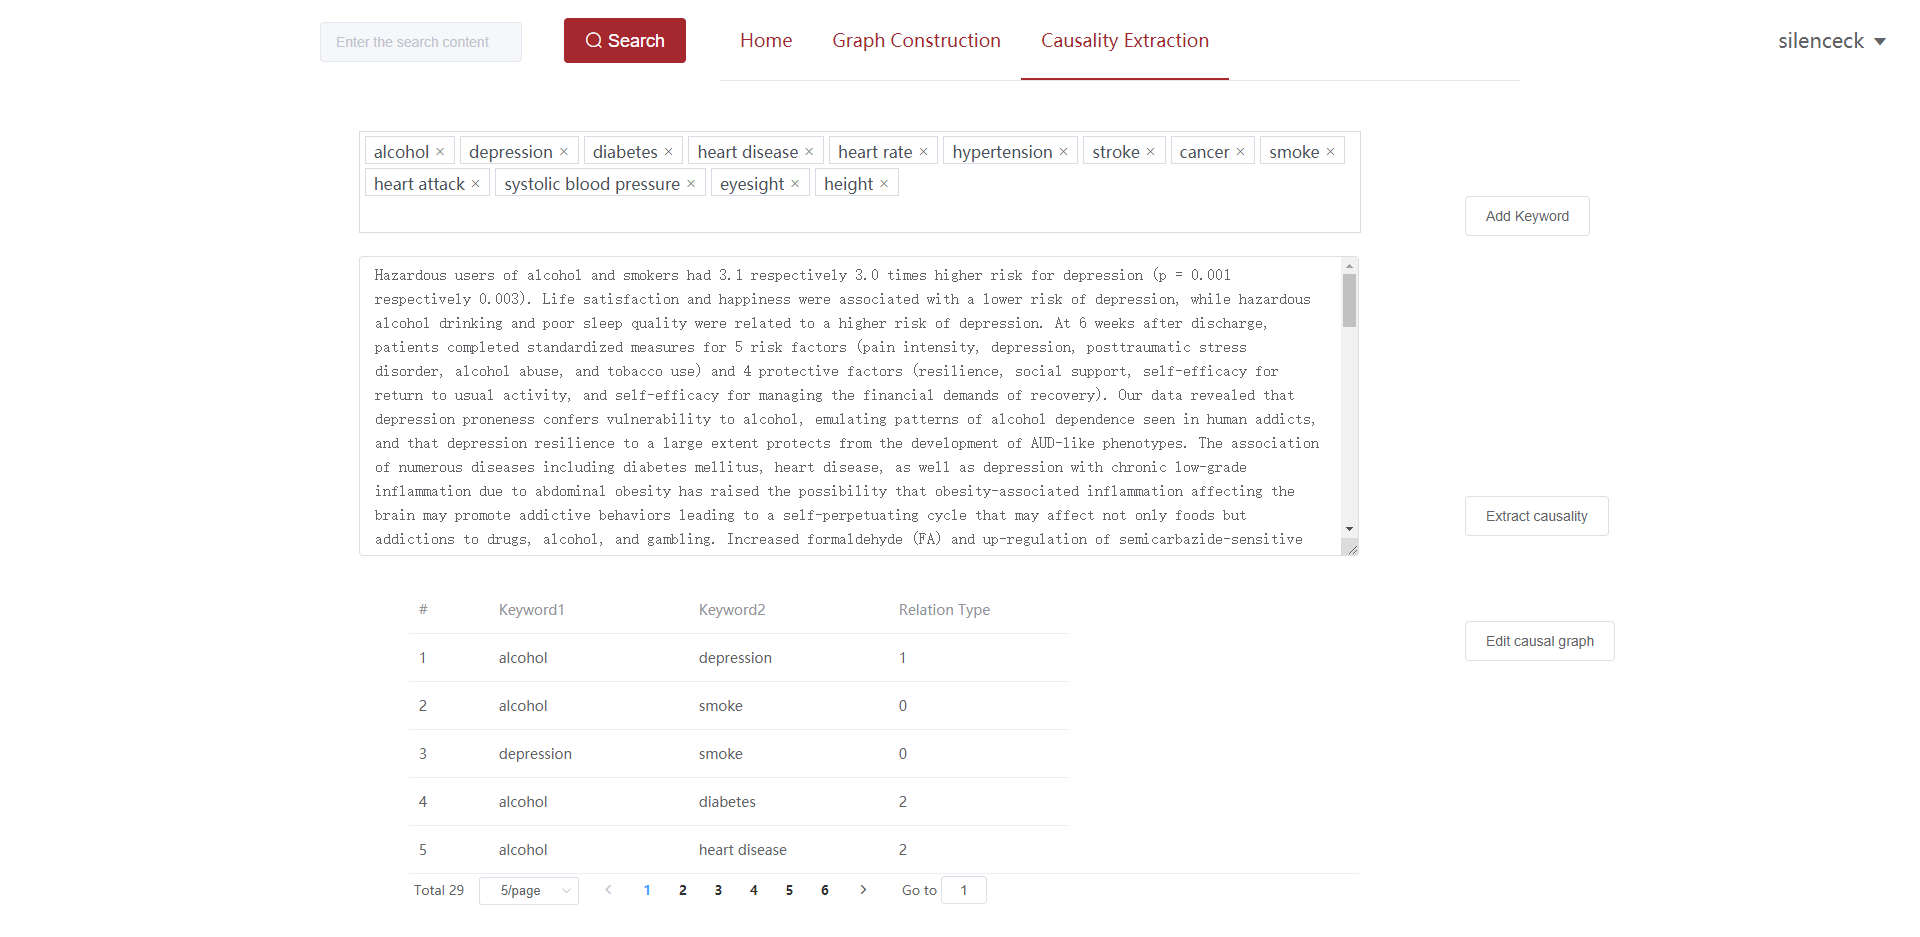 Enter the search content
Search
Home
Graph Construction
Causality Extraction
silenceck
alcohol × depression × diabetes × heart disease × heart rate × hypertension × stroke × cancer × smoke ×
heart attack × systolic blood pressure × eyesight × height ×
Add Keyword
Hazardous users of alcohol and smokers had 3.1 respectively 3.0 times higher risk for depression (p = 0.001
respectively 0.003). Life satisfaction and happiness were associated with a lower risk of depression, while hazardous
alcohol drinking and poor sleep quality were related to a higher risk of depression. At 6 weeks after discharge,
patients completed standardized measures for 5 risk factors (pain intensity, depression, posttraumatic stress
disorder, alcohol abuse, and tobacco use) and 4 protective factors (resilience, social support, self-efficacy for
return to usual activity, and self-efficacy for managing the financial demands of recovery). Our data revealed that
depression proneness confers vulnerability to alcohol, emulating patterns of alcohol dependence seen in human addicts,
and that depression resilience to a large extent protects from the development of AUD-like phenotypes. The association
of numerous diseases including diabetes mellitus, heart disease, as well as depression with chronic low-grade
inflammation due to abdominal obesity has raised the possibility that obesity-associated inflammation affecting the
brain may promote addictive behaviors leading to a self-perpetuating cycle that may affect not only foods but
addictions to drugs, alcohol, and gambling. Increased formaldehyde (FA) and up-regulation of semicarbazide-sensitive
Extract causality
Edit causal graph
# Keyword1 Keyword2 Relation Type
1 alcohol depression 1
2 alcohol smoke 0
3 depression smoke 0
4 alcohol diabetes 2
5 alcohol heart disease 2
Total 29 5/page < 1 2 3 4 5 6 > Go to 1